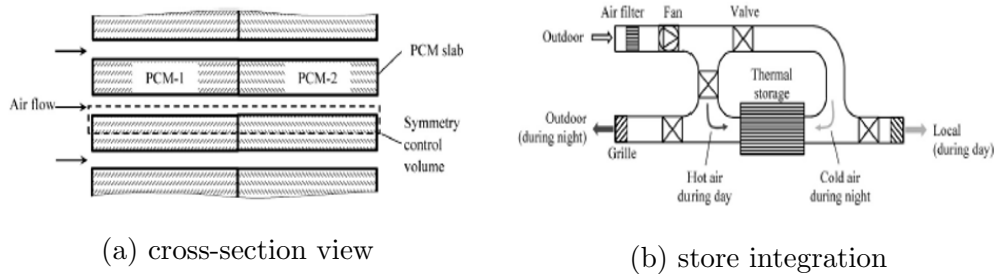 PCM slab
PCM-1
PCM-2
Air flow
Symmetry
control
volume
(a) cross-section view
Air filter
Fan
Valve
Outdoor
Thermal
storage
Outdoor
(during night)
Local
(during day)
Grille
Hot air
during day
Cold air
during night
(b) store integration